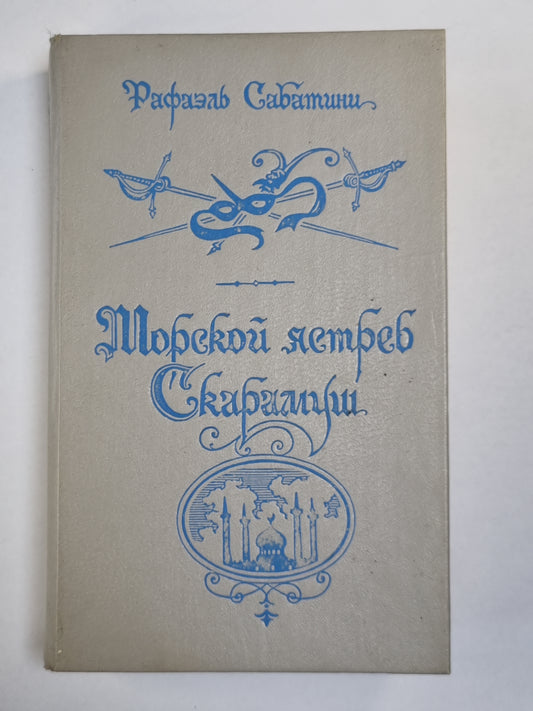 Рафаэль Сабатини
Морской ястреб
Скарамуш